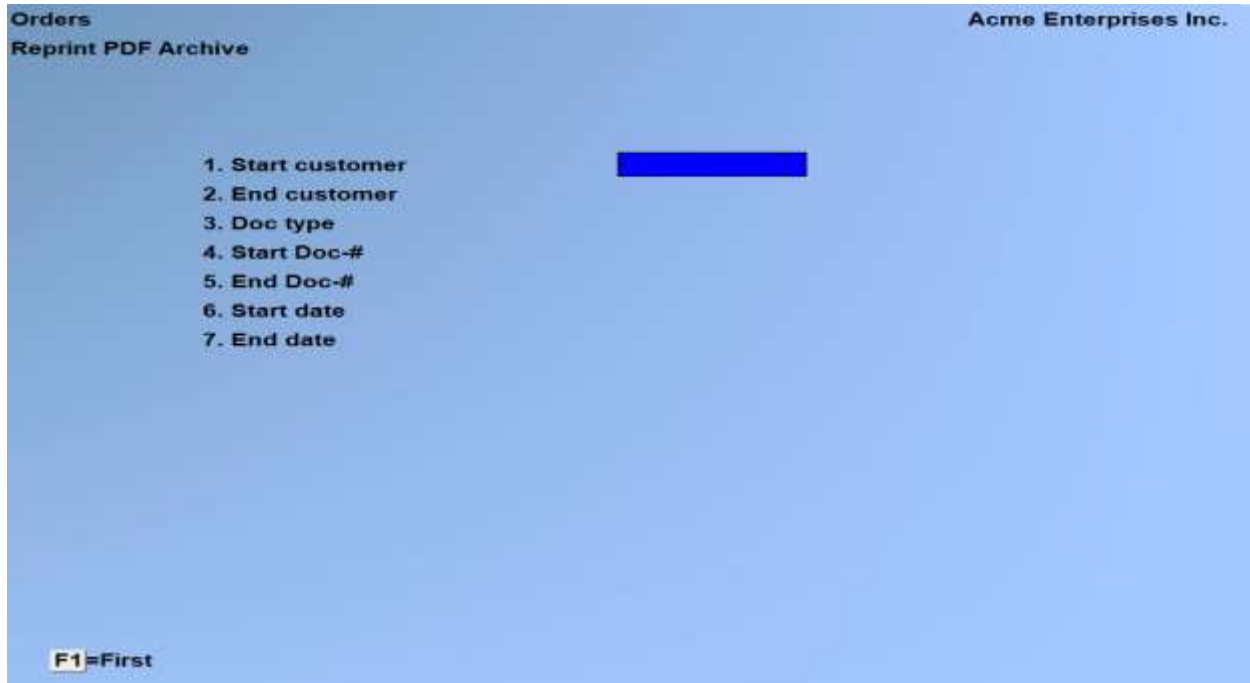 Orders
Acme Enterprises Inc.
Reprint PDF Archive
1. Start customer
2. End customer
3. Doc type
4. Start Doc-#
5. End Doc-#
6. Start date
7. End date
F1=First